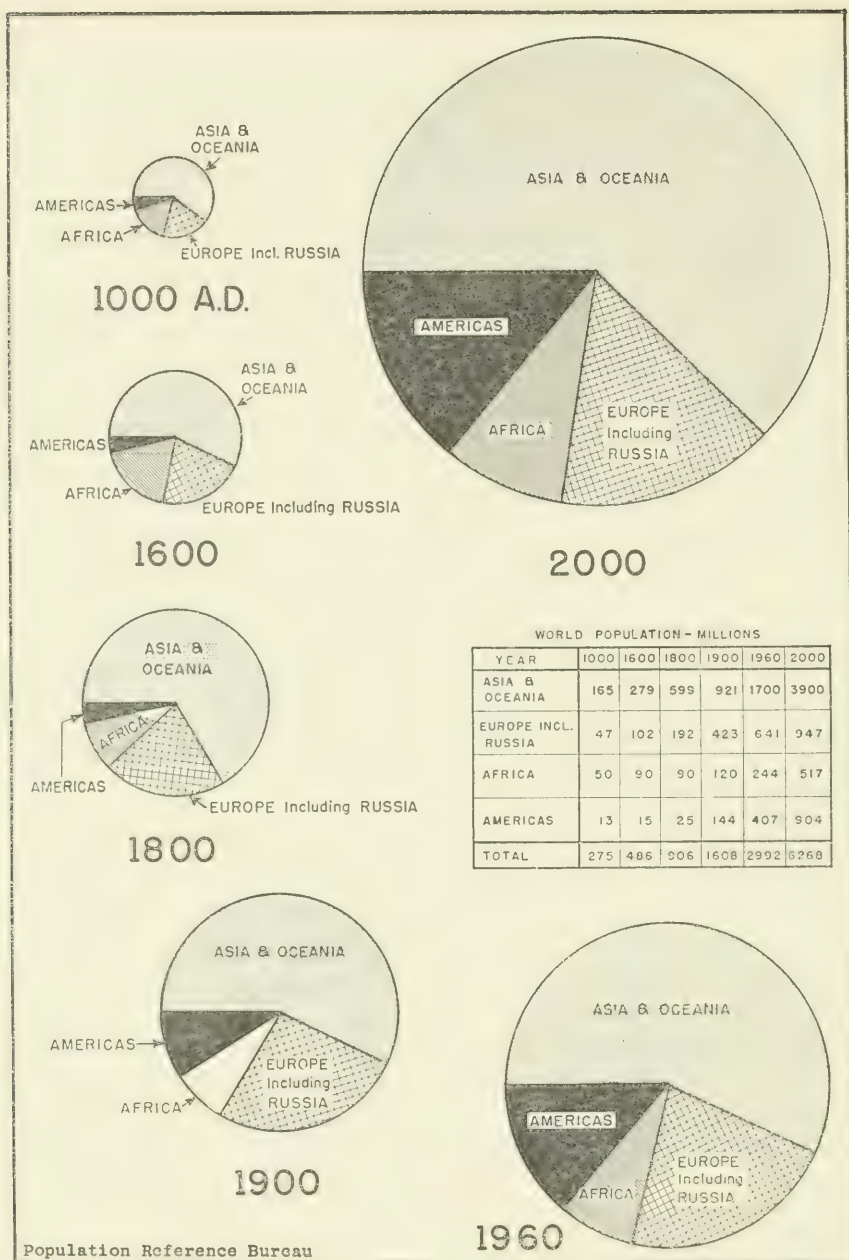 ASIA &
OCEANIA
AMERICAS
AFRICA
EUROPE Incl. RUSSIA
1000 A.D.
ASIA & OCEANIA
AMERICAS
AFRICA
EUROPE
Including
RUSSIA
2000
ASIA &
OCEANIA
AMERICAS
AFRICA
EUROPE Including RUSSIA
1600
ASIA &
OCEANIA
AFRICA
AMERICAS
EUROPE Including RUSSIA
1800
WORLD POPULATION - MILLIONS
YEAR 1000 1600 1800 1900 1960 2000
ASIA &
OCEANIA 165 279 599 921 1700 3900
EUROPE INCL.
RUSSIA 47 102 192 423 641 947
AFRICA 50 90 90 120 244 517
AMERICAS 13 15 25 144 407 904
TOTAL 275 486 906 1608 2992 6268
ASIA & OCEANIA
AMERICAS
AFRICA
EUROPE
Including
RUSSIA
1900
ASIA & OCEANIA
AMERICAS
AFRICA
EUROPE
Including
RUSSIA
1960
Population Reference Bureau